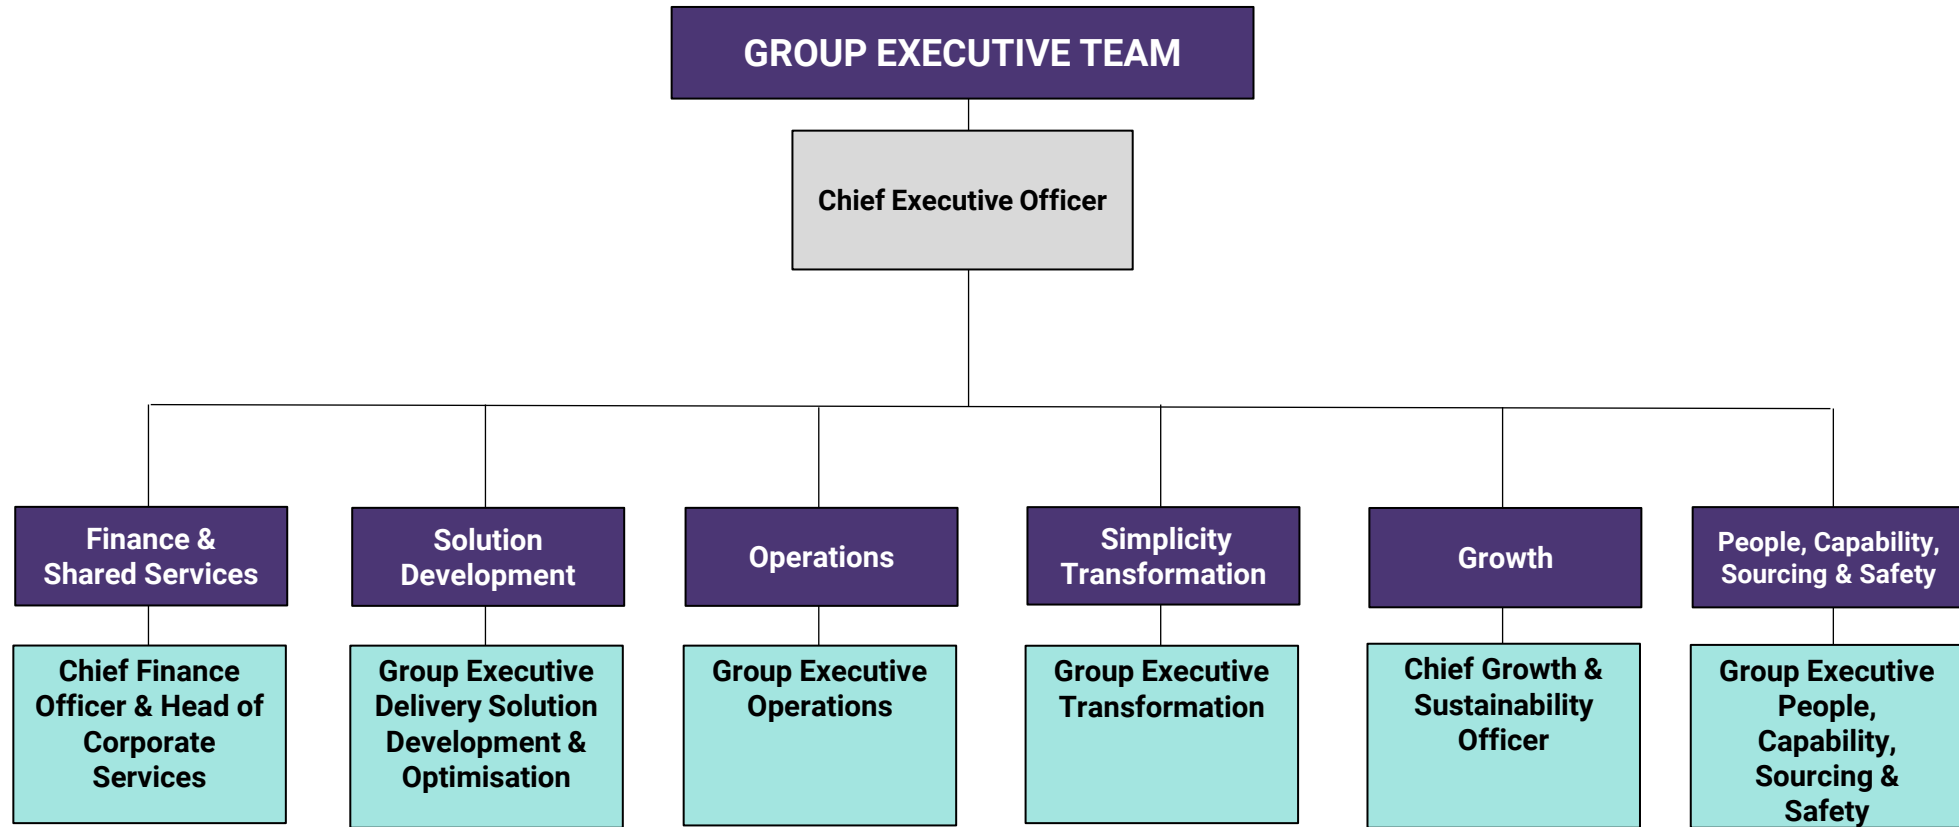 GROUP EXECUTIVE TEAM
Chief Executive Officer
Finance &
Shared Services
Solution
Development
Operations
Simplicity
Transformation
Growth
People, Capability,
Sourcing & Safety
Chief Finance
Officer & Head of
Corporate
Services
Group Executive
Delivery Solution
Development &
Optimisation
Group Executive
Operations
Group Executive
Transformation
Chief Growth &
Sustainability
Officer
Group Executive
People,
Capability,
Sourcing &
Safety